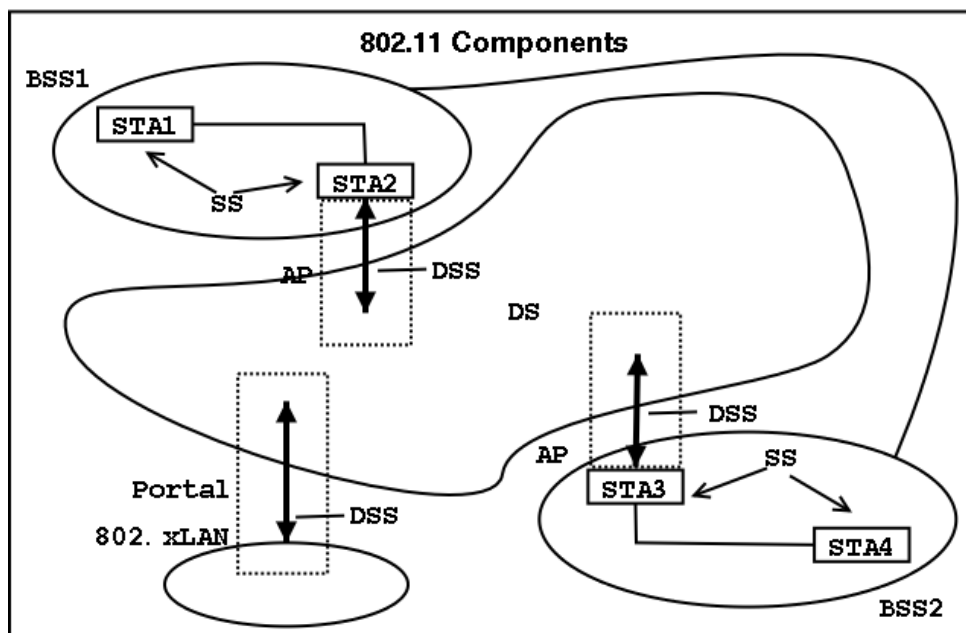 802.11 Components
BSS1
STA1
STA2
SS
AP
DSS
DS
DSS
AP
SS
Portal
STA3
DSS
802. xLAN
STA4
BSS2